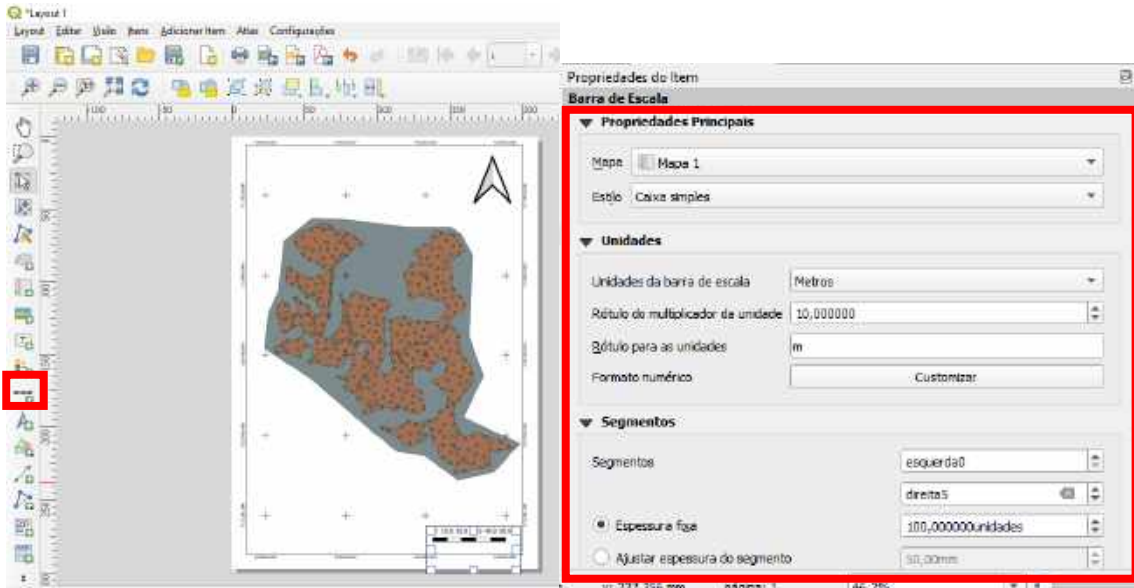 *Layout 1
Layout Editar Visão Itens Adicionar Item Atlas Configurações
Propriedades do Item
Barra de Escala
Propriedades Principais
Mapa Mapa 1
Estilo Caixa simples
Unidades
Unidades da barra de escala Metros
Rótulo do multiplicador da unidade 10,000000
Rótulo para as unidades m
Formato numérico Customizar
Segmentos
Segmentos esquerda0
direita5
Espessura fixa 100,000000unidades
Ajustar espessura do segmento 50,00mm